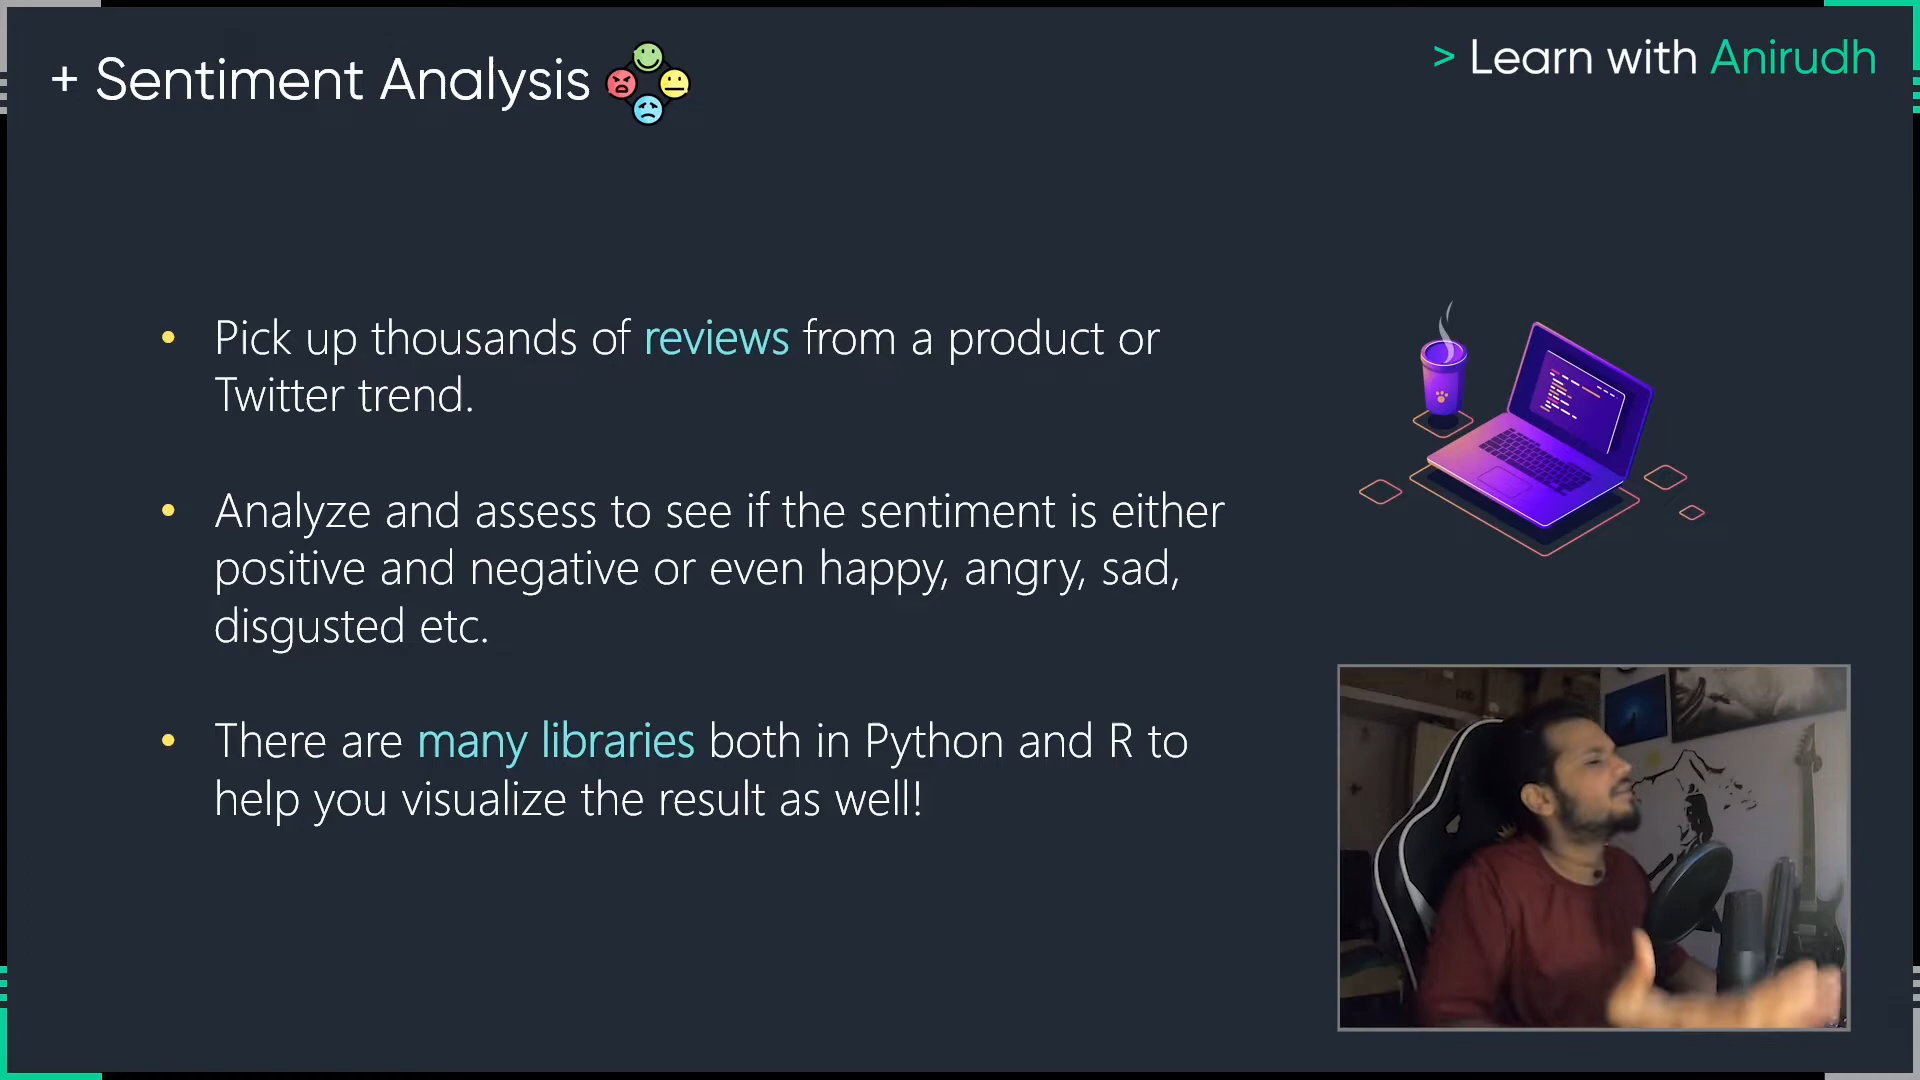 + Sentiment Analysis
> Learn with Anirudh
• Pick up thousands of reviews from a product or
Twitter trend.
• Analyze and assess to see if the sentiment is either
positive and negative or even happy, angry, sad,
disgusted etc.
• There are many libraries both in Python and R to
help you visualize the result as well!